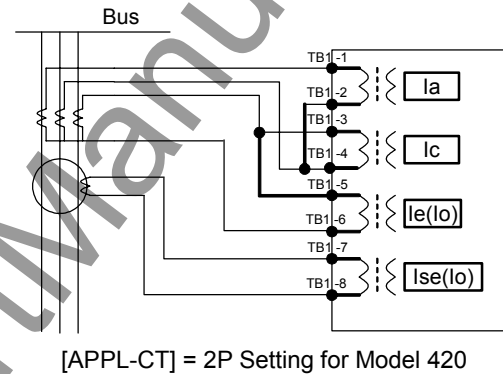 Bus
TB1 -1
Ia
TB1 -2
TB1 -3
Ic
TB1 -4
TB1 -5
Ie(Io)
TB1 -6
TB1 -7
Ise(Io)
TB1 -8
[APPL-CT] = 2P Setting for Model 420